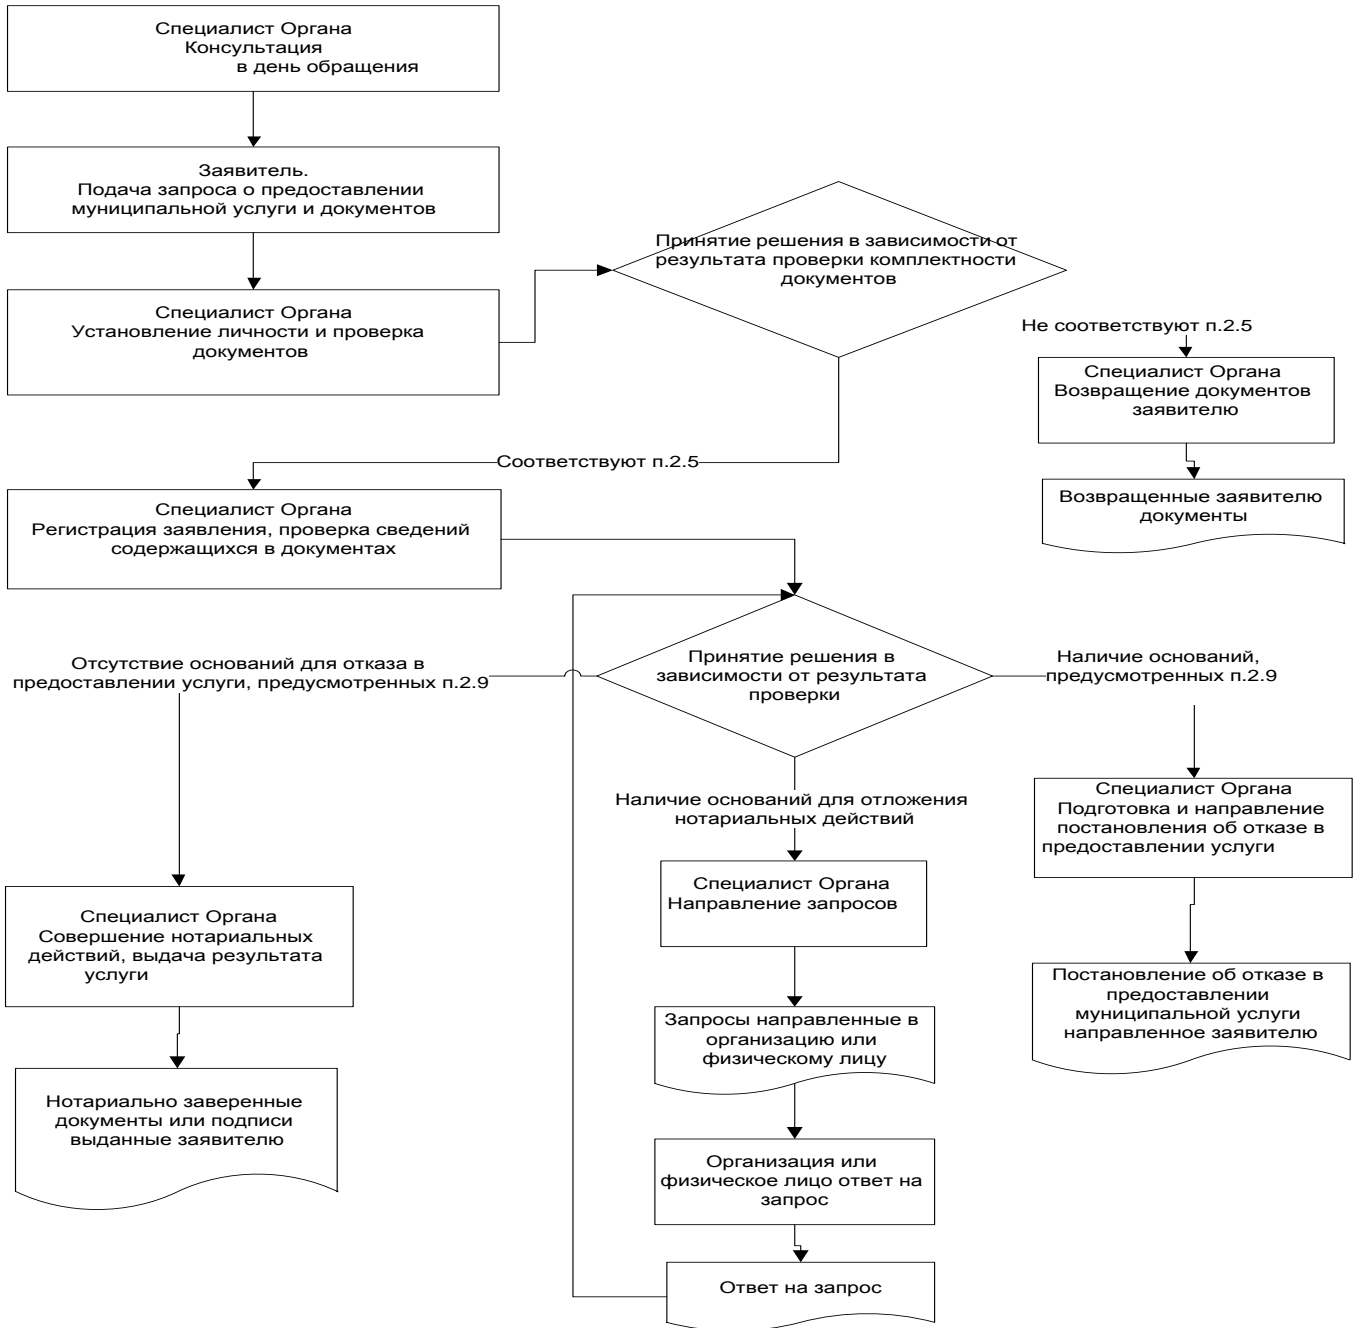 Специалист Органа
Консультация
в день обращения
Заявитель.
Подача запроса о предоставлении
муниципальной услуги и документов
Специалист Органа
Установление личности и проверка
документов
Принятие решения в зависимости от
результата проверки комплектности
документов
Не соответствуют п.2.5
Специалист Органа
Возвращение документов
заявителю
Возвращенные заявителю
документы
Соответствуют п.2.5
Специалист Органа
Регистрация заявления, проверка сведений
содержащихся в документах
Принятие решения в
зависимости от результата
проверки
Отсутствие оснований для отказа в
предоставлении услуги, предусмотренных п.2.9
Наличие оснований,
предусмотренных п.2.9
Наличие оснований для отложения
нотариальных действий
Специалист Органа
Подготовка и направление
постановления об отказе в
предоставлении услуги
Специалист Органа
Направление запросов
Специалист Органа
Совершение нотариальных
действий, выдача результата
услуги
Постановление об отказе в
предоставлении
муниципальной услуги
направленное заявителю
Запросы направленные в
организацию или
физическому лицу
Нотариально заверенные
документы или подписи
выданные заявителю
Организация или
физическое лицо ответ на
запрос
Ответ на запрос